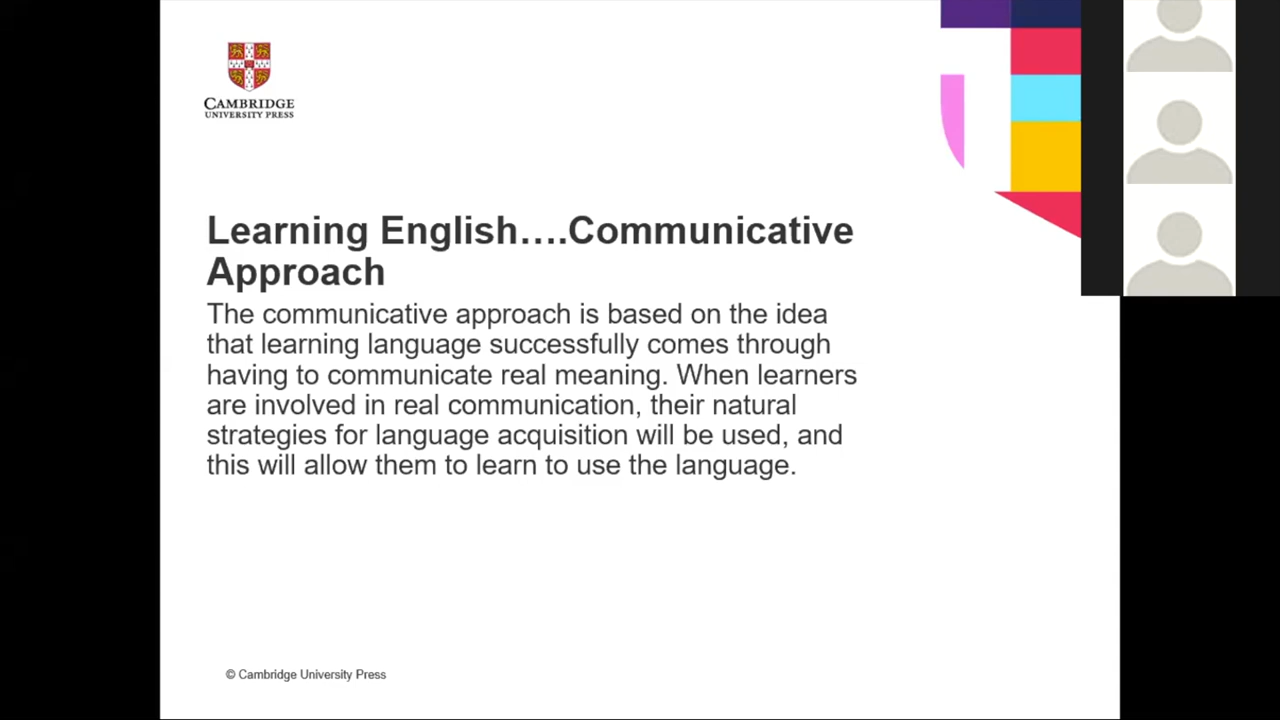 CAMBRIDGE
UNIVERSITY PRESS
Learning English….Communicative
Approach
The communicative approach is based on the idea
that learning language successfully comes through
having to communicate real meaning. When learners
are involved in real communication, their natural
strategies for language acquisition will be used, and
this will allow them to learn to use the language.
© Cambridge University Press